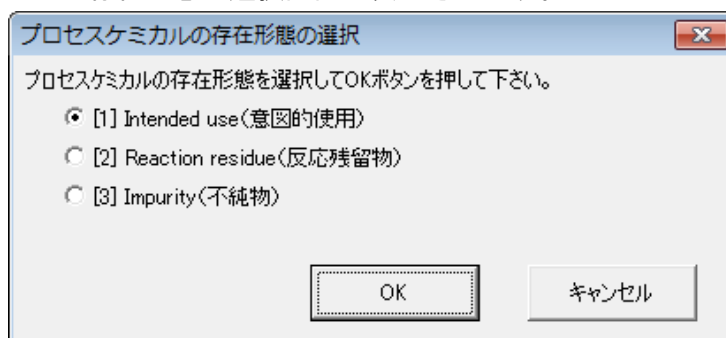 プロセスケミカルの存在形態の選択
プロセスケミカルの存在形態を選択してOKボタンを押して下さい。
[1] Intended use(意図的使用)
[2] Reaction residue(反応残留物)
[3] Impurity(不純物)
OK キャンセル